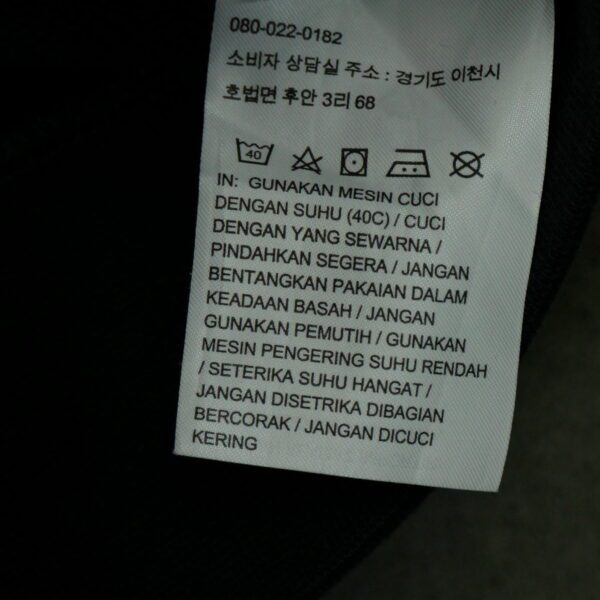 080-022-0182
소비자 상담실 주소 : 경기도 이천시
호법면 후안 3리 68
40
IN: GUNAKAN MESIN CUCI
DENGAN SUHU (40C) / CUCI
DENGAN YANG SEWARNA /
PINDAHKAN SEGERA / JANGAN
BENTANGKAN PAKAIAN DALAM
KEADAAN BASAH / JANGAN
GUNAKAN PEMUTIH / GUNAKAN
MESIN PENGERING SUHU RENDAH
/ SETERIKA SUHU HANGAT /
JANGAN DISETRIKA DIBAGIAN
BERCORAK / JANGAN DICUCI
KERING